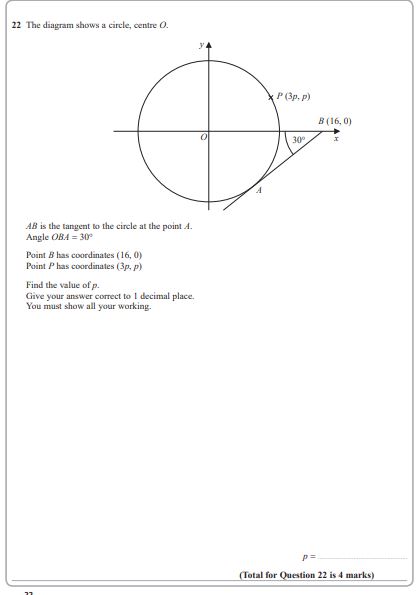 22 The diagram shows a circle, centre O.
y
P (3p, p)
B (16, 0)
O
30°
x
A
AB is the tangent to the circle at the point A.
Angle OBA = 30°
Point B has coordinates (16, 0)
Point P has coordinates (3p, p)
Find the value of p.
Give your answer correct to 1 decimal place.
You must show all your working.
p = ........................................
(Total for Question 22 is 4 marks)
22